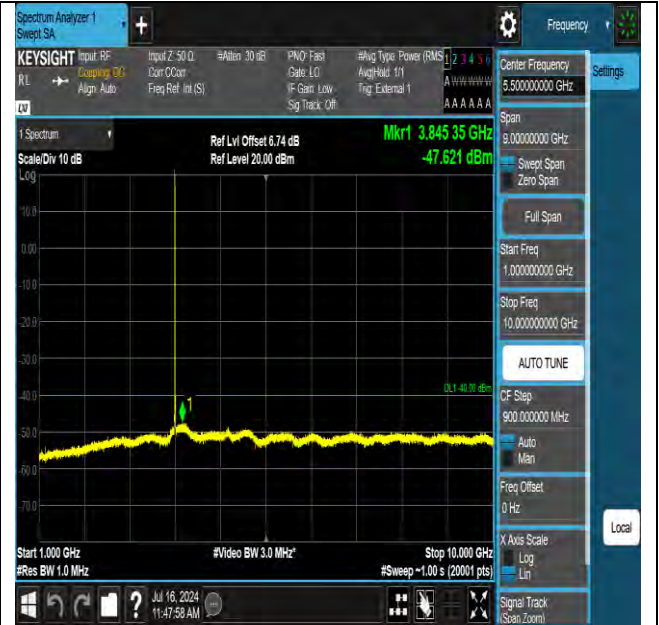 Spectrum Analyzer 1
Swept SA
+
Frequency
KEYSIGHT
RL
Input: RF
Coupling: DC
Align: Auto
Input Z: 50 Ω
Corr CCorr
Freq Ref: Int (S)
#Atten: 30 dB
PNO: Fast
Gate: LO
IF Gain: Low
Sig Track: Off
#Avg Type: Power (RMS)
Avg|Hold: 1/1
Trig: External 1
1 2 3 4 5 6
A W W W W W
A A A A A A
1 Spectrum
Scale/Div 10 dB
Ref Lvl Offset 6.74 dB
Ref Level 20.00 dBm
Mkr1 3.845 35 GHz
-47.621 dBm
Log
10.0
0.00
-10.0
-20.0
-30.0
-40.0
-50.0
-60.0
-70.0
1
Start 1.000 GHz
#Res BW 1.0 MHz
#Video BW 3.0 MHz*
Stop 10.000 GHz
#Sweep ~1.00 s (20001 pts)
Center Frequency
5.500000000 GHz
Settings
Span
9.00000000 GHz
Swept Span
Zero Span
Full Span
Start Freq
1.000000000 GHz
Stop Freq
10.000000000 GHz
AUTO TUNE
CF Step
900.000000 MHz
Auto
Man
Freq Offset
0 Hz
X Axis Scale
Log
Lin
Signal Track
(Span Zoom)
Local
?
Jul 16, 2024
11:47:58 AM